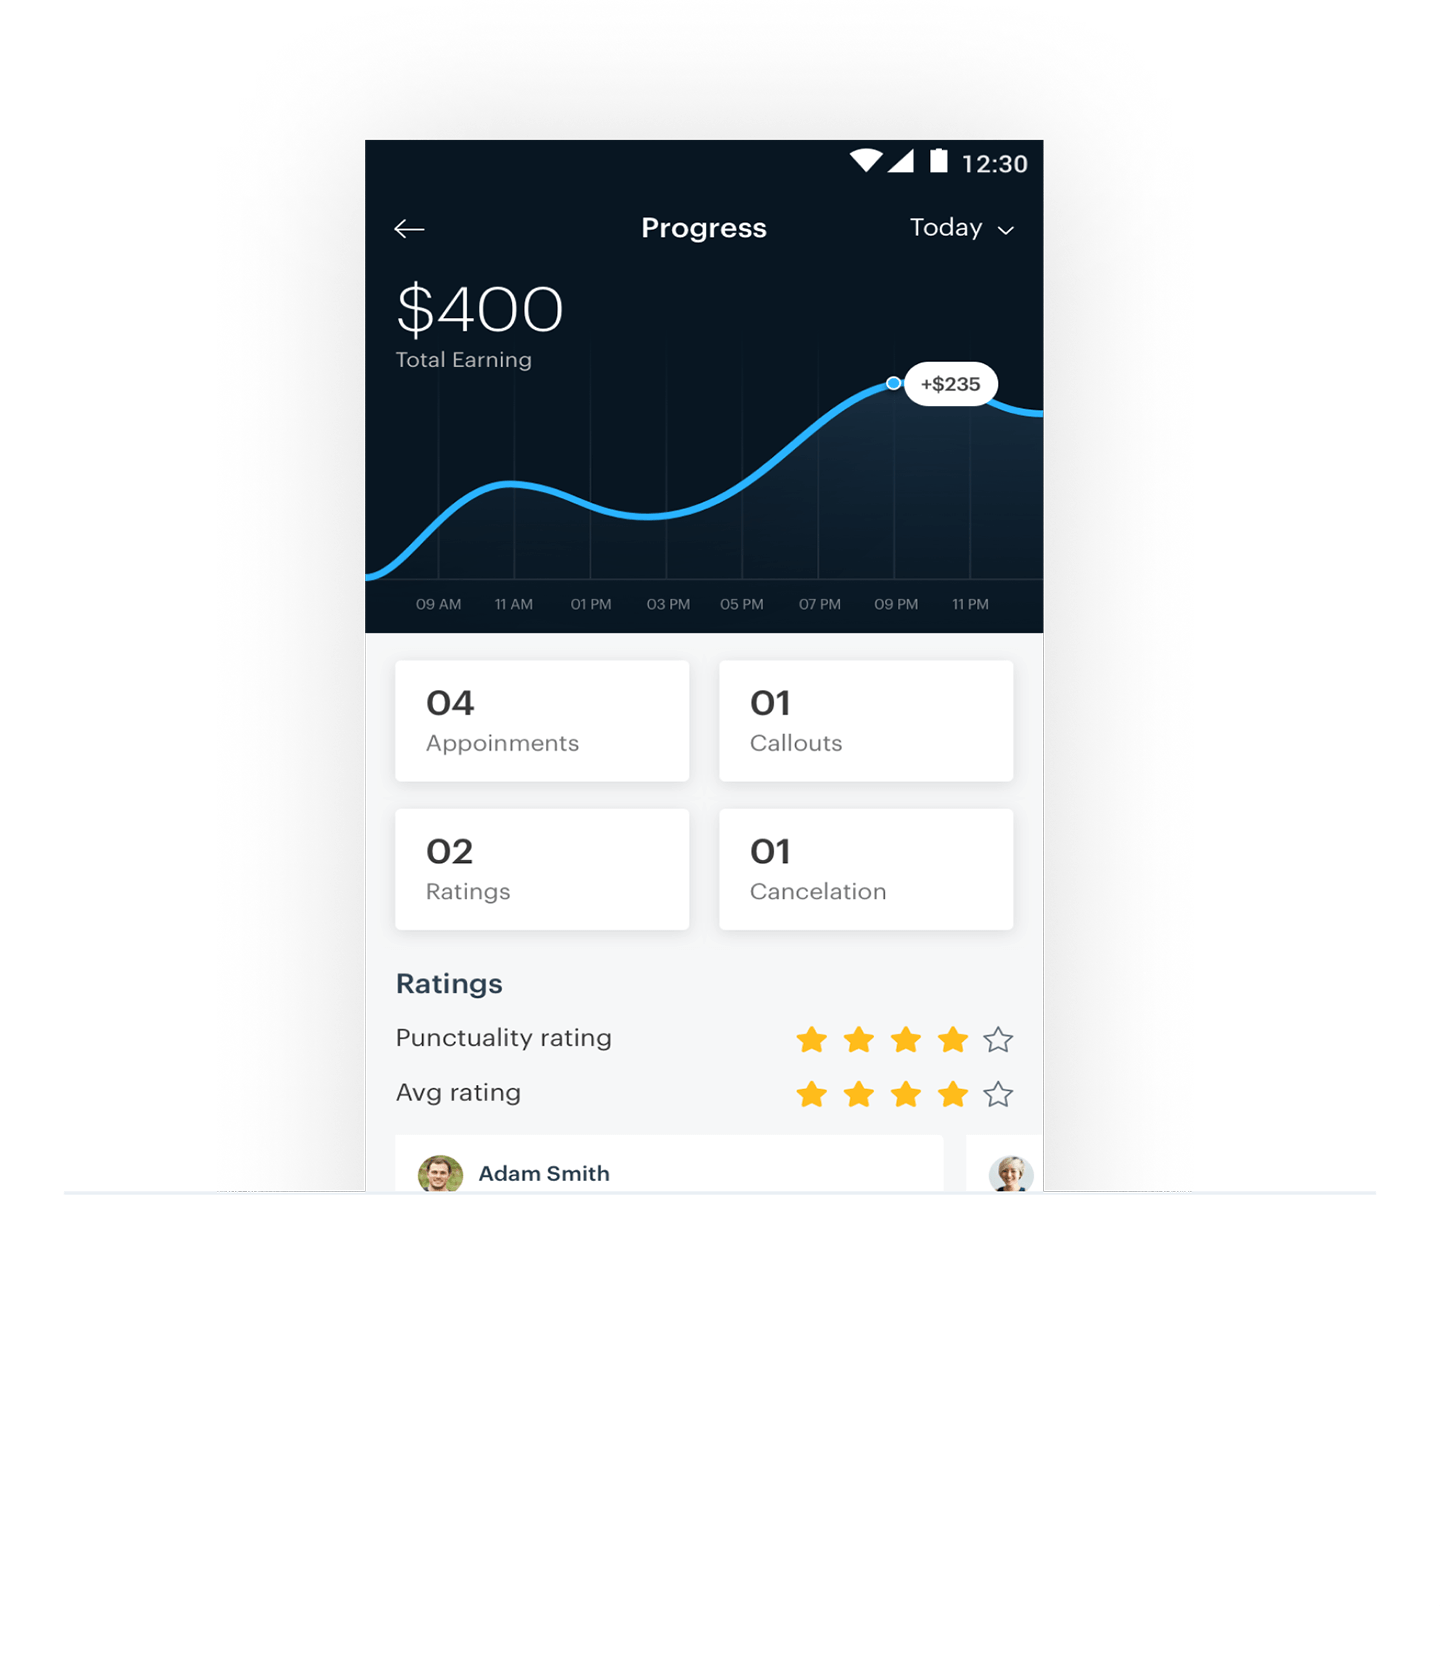 12:30
Progress
Today
$400
Total Earning
+$235
09 AM 11 AM 01 PM 03 PM 05 PM 07 PM 09 PM 11 PM
04
Appoinments
01
Callouts
02
Ratings
01
Cancelation
Ratings
Punctuality rating
Avg rating
Adam Smith